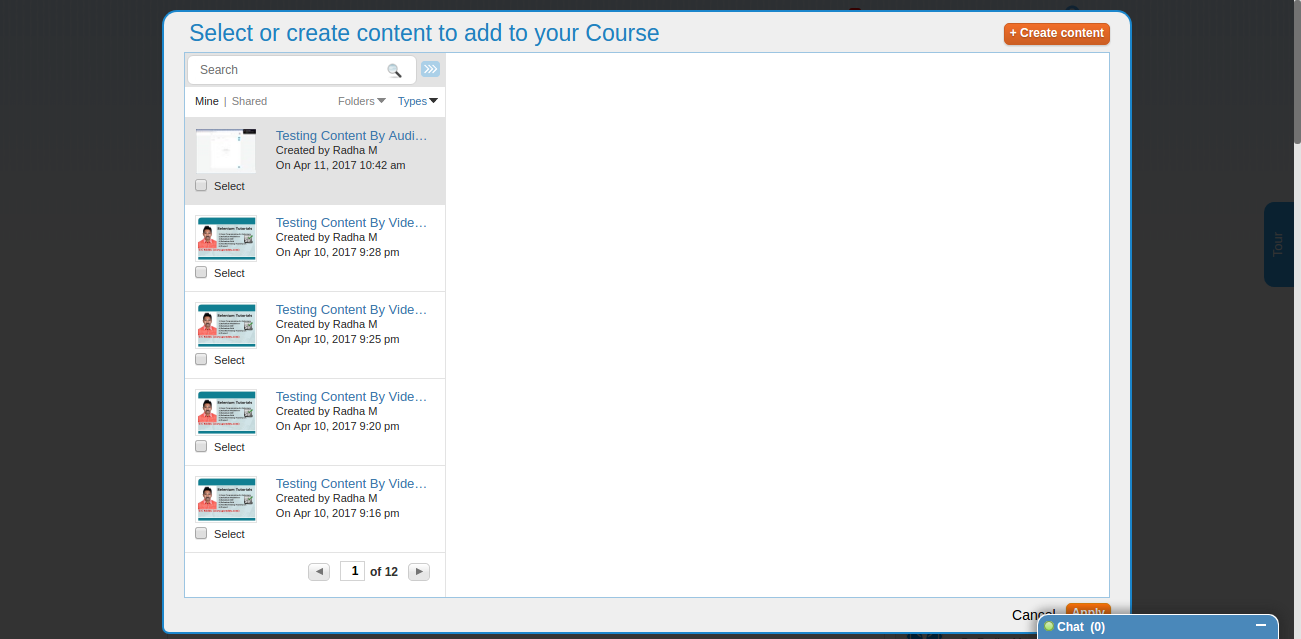 Select or create content to add to your Course
+ Create content
Search
Mine | Shared
Folders
Types
Testing Content By Audi...
Created by Radha M
On Apr 11, 2017 10:42 am
Select
Testing Content By Vide...
Created by Radha M
On Apr 10, 2017 9:28 pm
Select
Testing Content By Vide...
Created by Radha M
On Apr 10, 2017 9:25 pm
Select
Testing Content By Vide...
Created by Radha M
On Apr 10, 2017 9:20 pm
Select
Testing Content By Vide...
Created by Radha M
On Apr 10, 2017 9:16 pm
Select
1 of 12
Tour
Cancel
Apply
Chat (0)